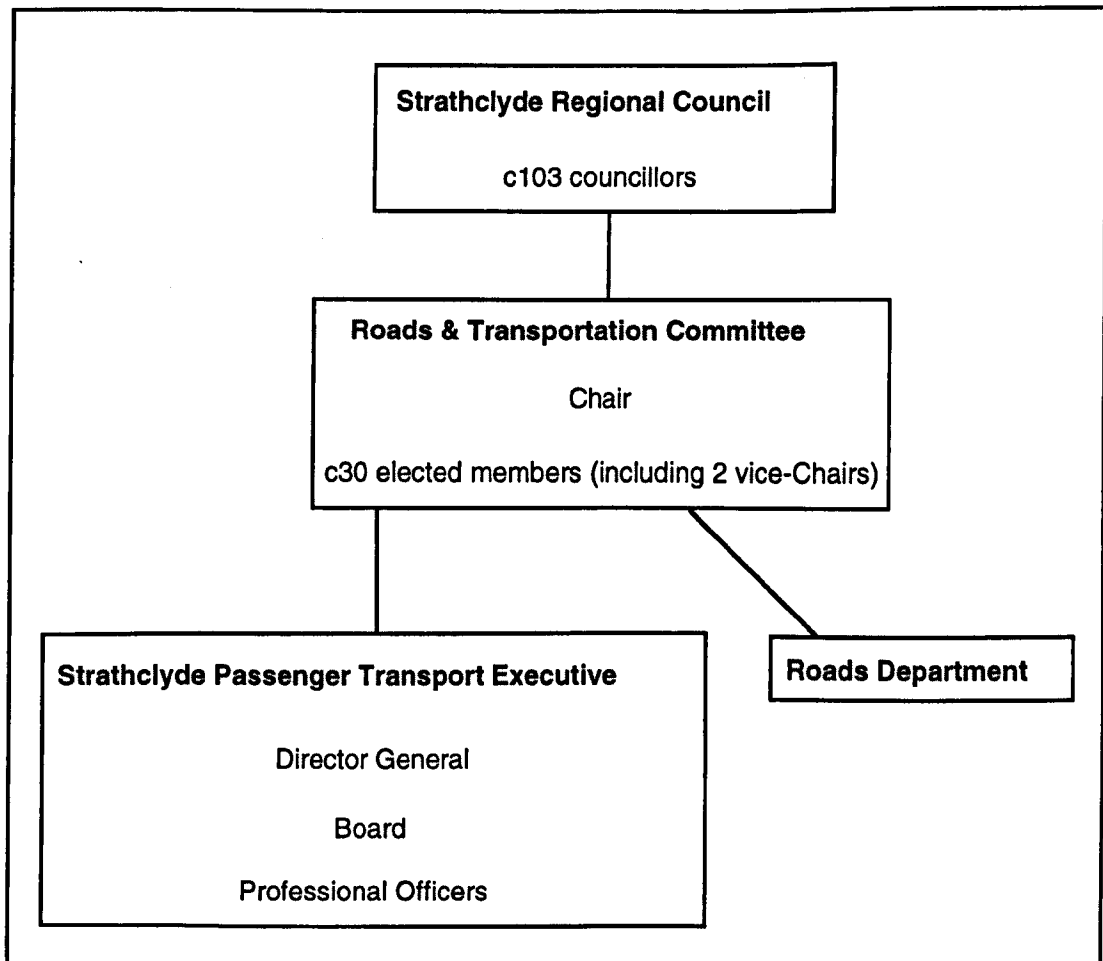 Strathclyde Regional Council
c103 councillors
Roads & Transportation Committee
Chair
c30 elected members (including 2 vice-Chairs)
Strathclyde Passenger Transport Executive
Director General
Board
Professional Officers
Roads Department